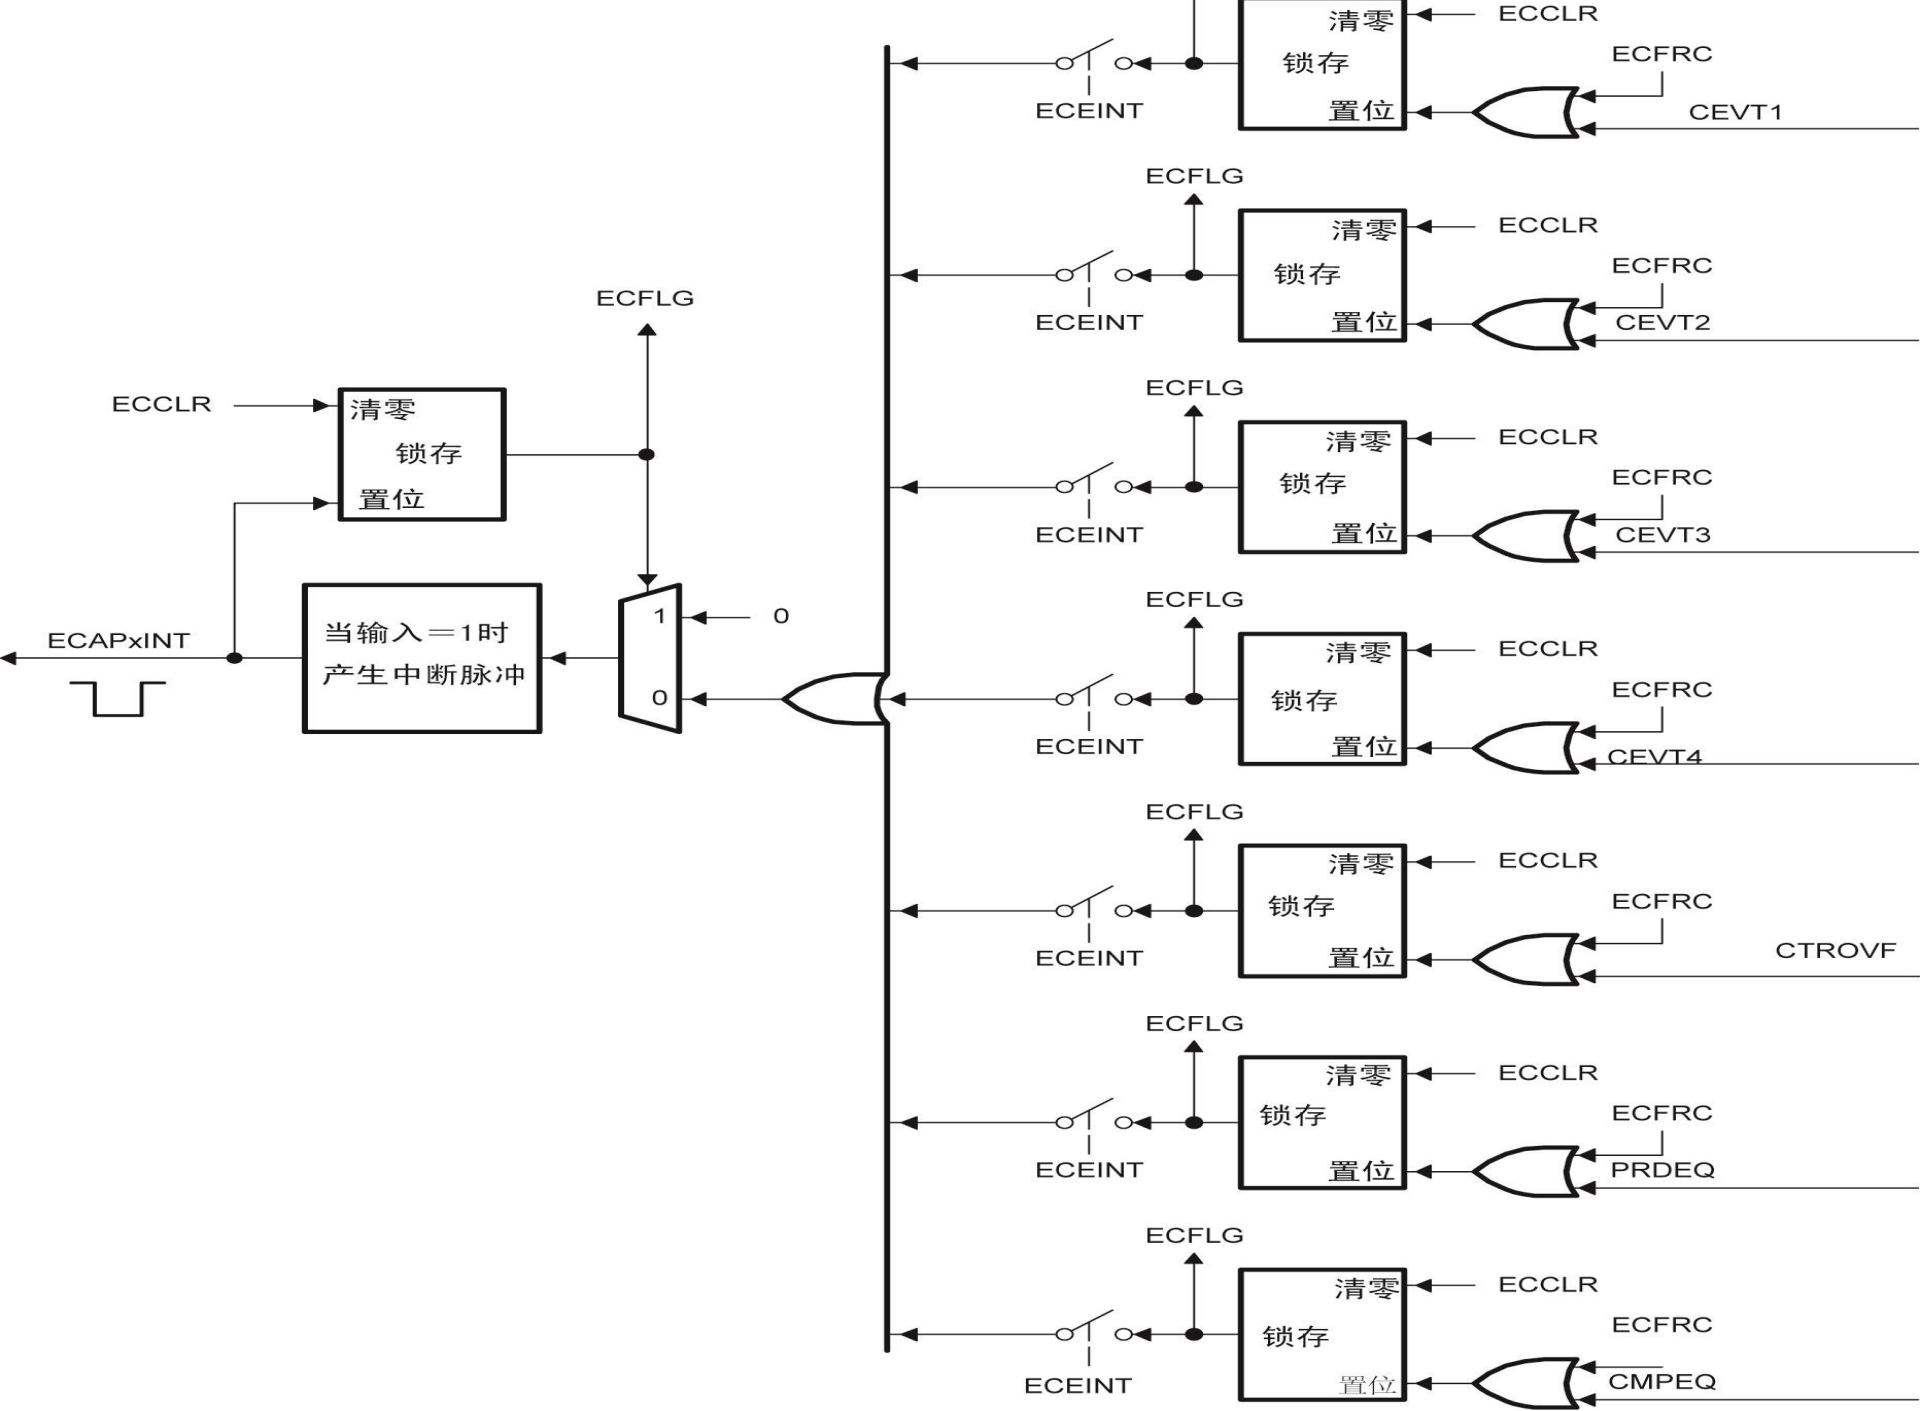 清零
ECCLR
锁存
ECFRC
ECEINT
置位
CEVT1
ECFLG
清零
ECCLR
锁存
ECFRC
ECEINT
置位
CEVT2
ECFLG
清零
ECCLR
锁存
ECFRC
ECEINT
置位
CEVT3
ECFLG
ECCLR
清零
锁存
置位
ECAPxINT
当输入=1时
产生中断脉冲
1
0
0
ECFLG
清零
ECCLR
锁存
ECFRC
ECEINT
置位
CEVT4
ECFLG
清零
ECCLR
锁存
ECFRC
ECEINT
置位
CTROVF
ECFLG
清零
ECCLR
锁存
ECFRC
ECEINT
置位
PRDEQ
ECFLG
清零
ECCLR
锁存
ECFRC
ECEINT
置位
CMPEQ